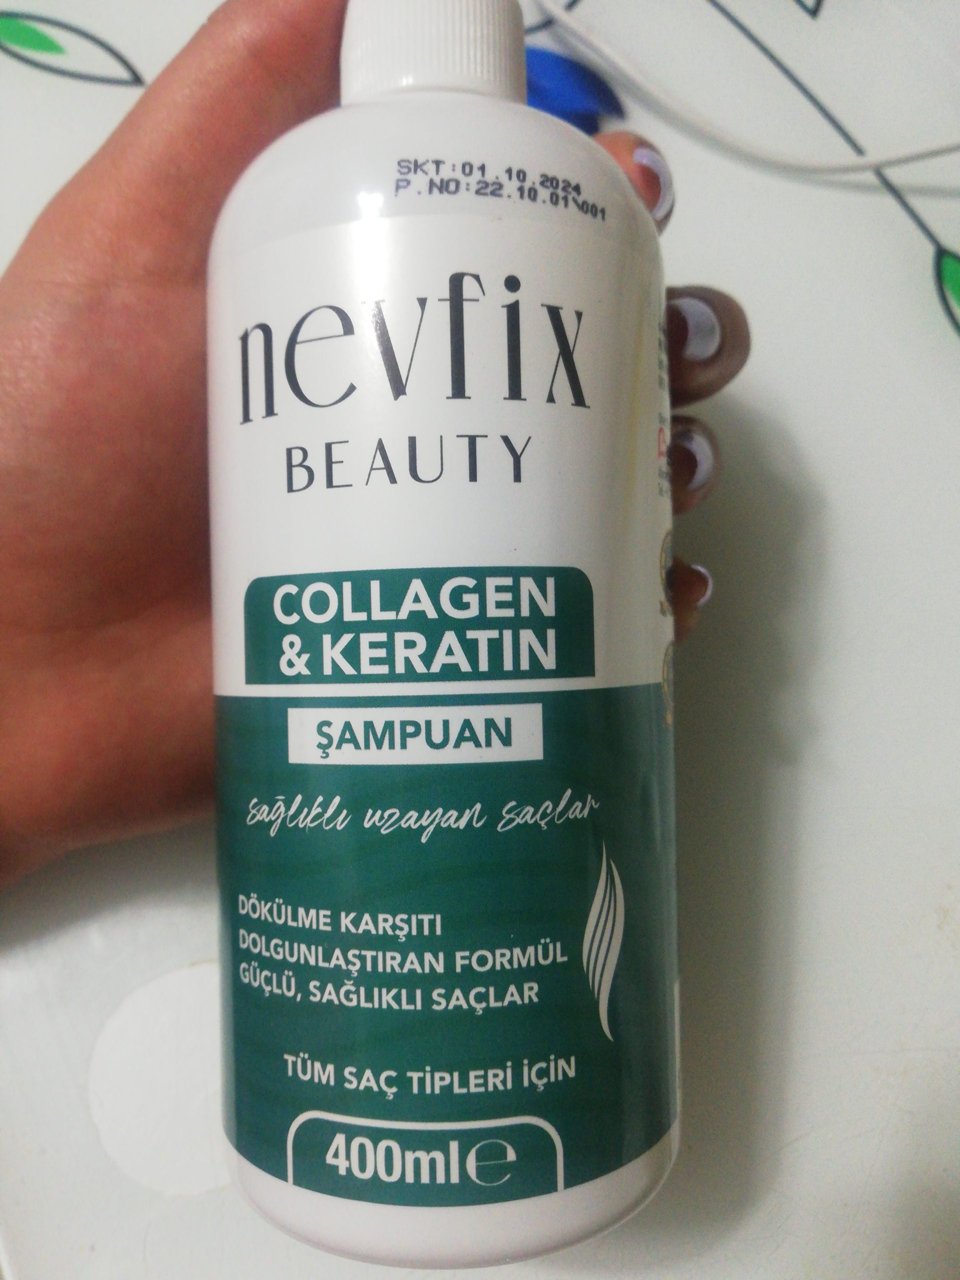 SKT:01.10.2024
P.NO:22.10.01\001
nevfix
BEAUTY
COLLAGEN
& KERATIN
ŞAMPUAN
sağlıklı uzayan saçlar
DÖKÜLME KARŞITI
DOLGUNLAŞTIRAN FORMÜL
GÜÇLÜ, SAĞLIKLI SAÇLAR
TÜM SAÇ TİPLERİ İÇİN
400ml℮